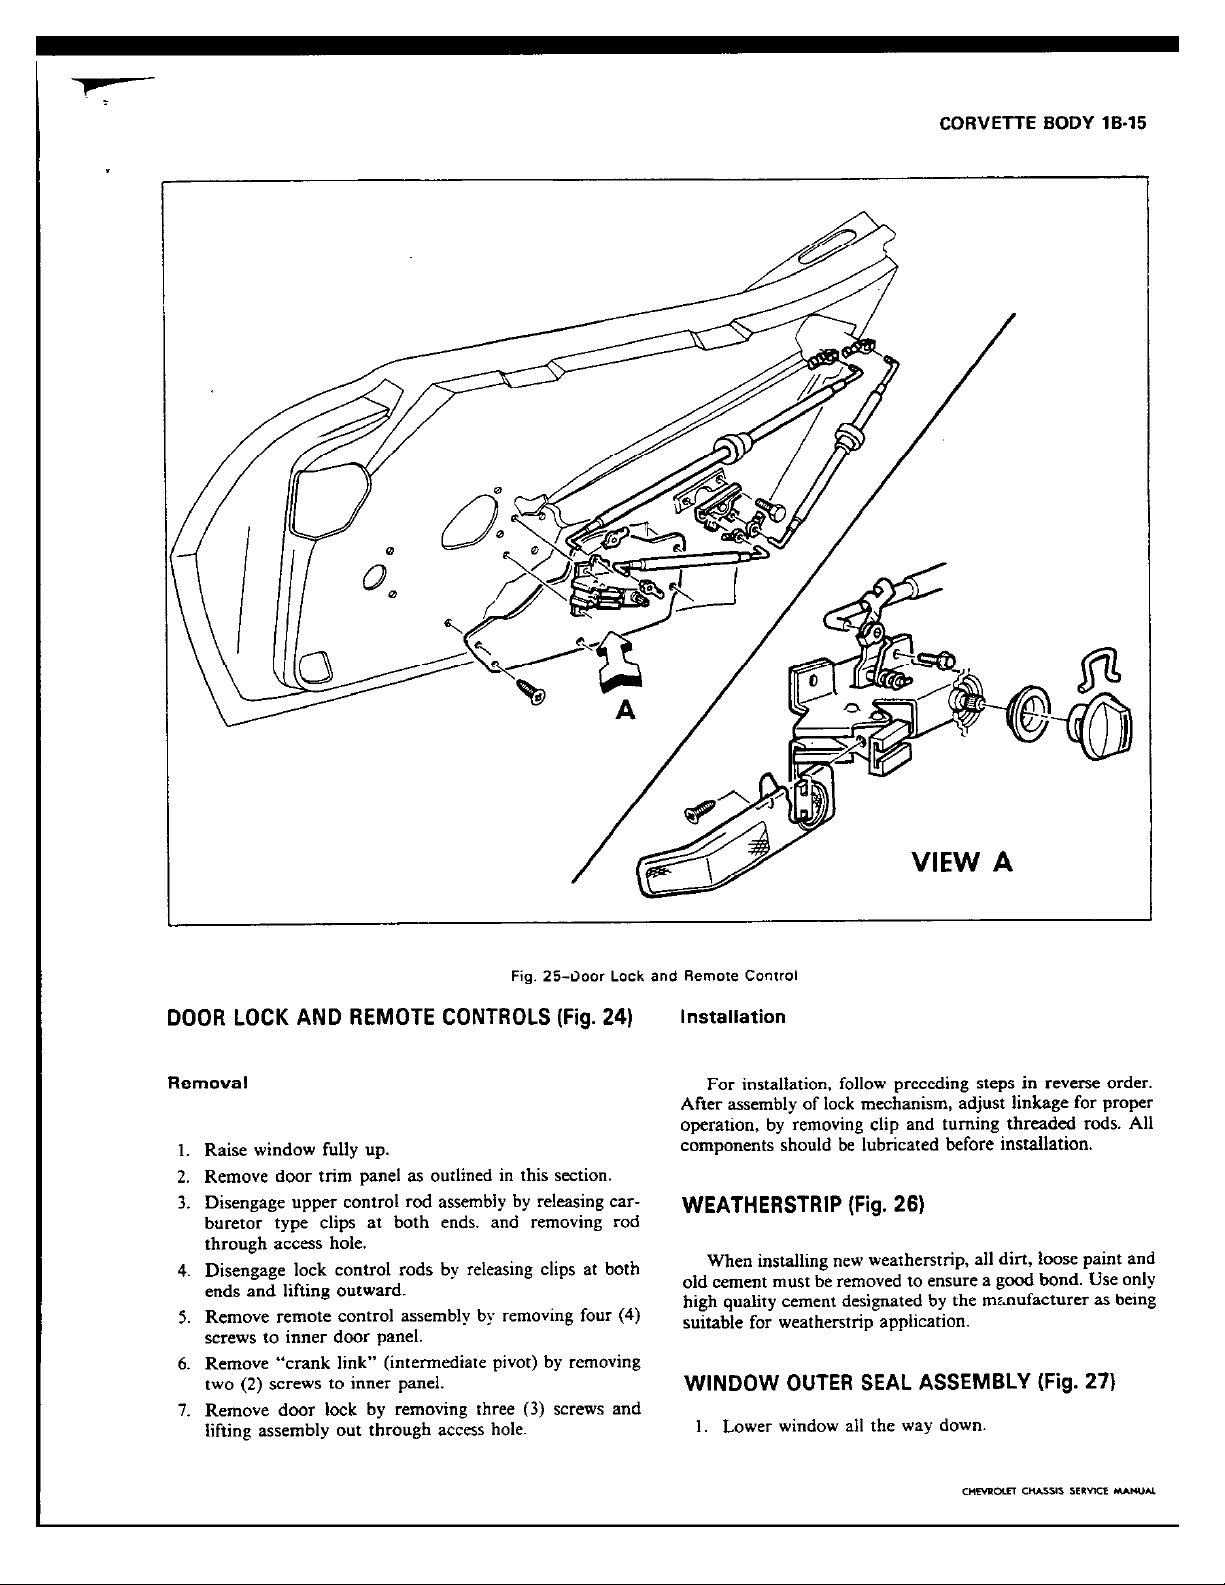 CORVETTE BODY 1B-15
A
VIEW A
Fig. 25-Door Lock and Remote Control
DOOR LOCK AND REMOTE CONTROLS (Fig. 24)
Removal
1. Raise window fully up.
2. Remove door trim panel as outlined in this section.
3. Disengage upper control rod assembly by releasing car-
buretor type clips at both ends. and removing rod
through access hole.
4. Disengage lock control rods by releasing clips at both
ends and lifting outward.
5. Remove remote control assembly by removing four (4)
screws to inner door panel.
6. Remove "crank link" (intermediate pivot) by removing
two (2) screws to inner panel.
7. Remove door lock by removing three (3) screws and
lifting assembly out through access hole.
Installation
For installation, follow preceding steps in reverse order.
After assembly of lock mechanism, adjust linkage for proper
operation, by removing clip and turning threaded rods. All
components should be lubricated before installation.
WEATHERSTRIP (Fig. 26)
When installing new weatherstrip, all dirt, loose paint and
old cement must be removed to ensure a good bond. Use only
high quality cement designated by the manufacturer as being
suitable for weatherstrip application.
WINDOW OUTER SEAL ASSEMBLY (Fig. 27)
1. Lower window all the way down.
CHEVROLET CHASSIS SERVICE MANUAL